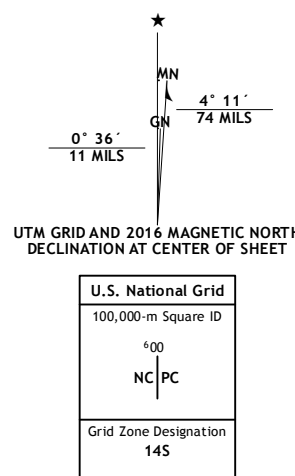 ★
MN
4° 11´
74 MILS
GN
0° 36´
11 MILS
UTM GRID AND 2016 MAGNETIC NORTH
DECLINATION AT CENTER OF SHEET
U.S. National Grid
100,000-m Square ID
⁶00
NC PC
Grid Zone Designation
14S